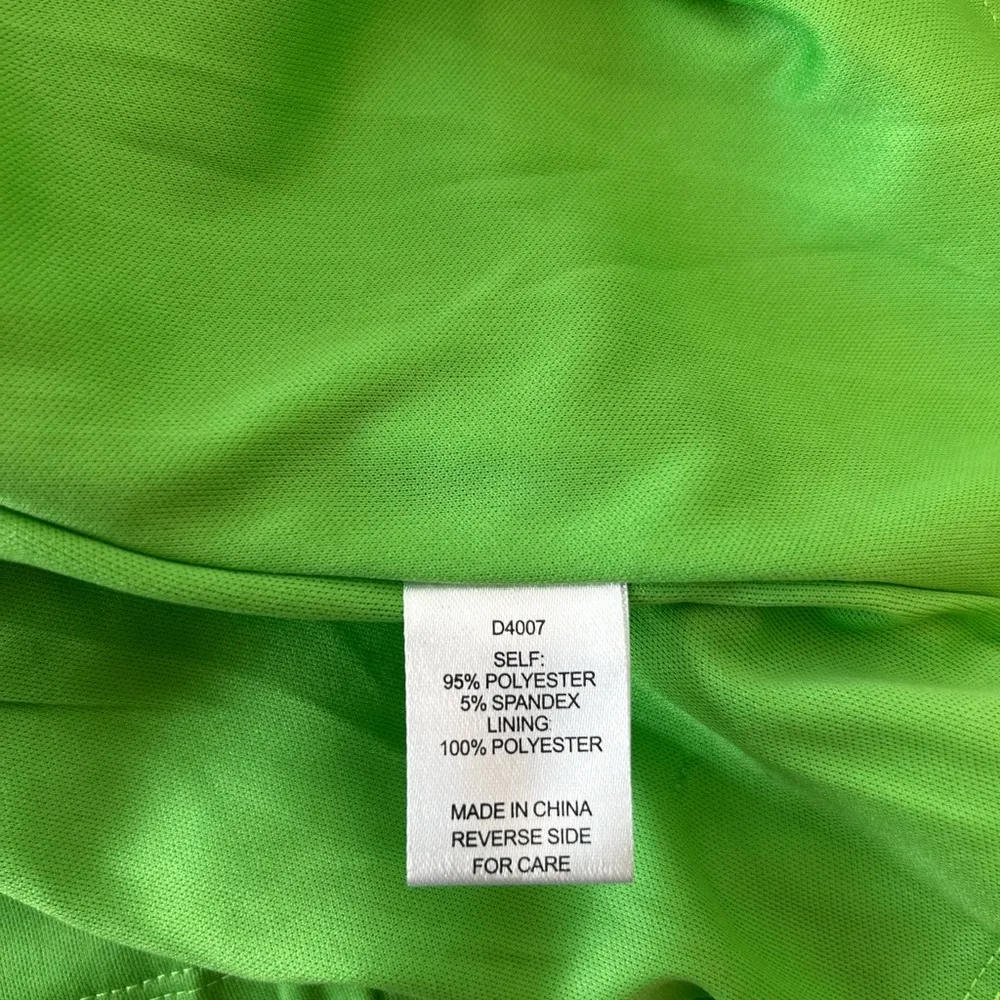 D4007
SELF:
95% POLYESTER
5% SPANDEX
LINING:
100% POLYESTER
MADE IN CHINA
REVERSE SIDE
FOR CARE